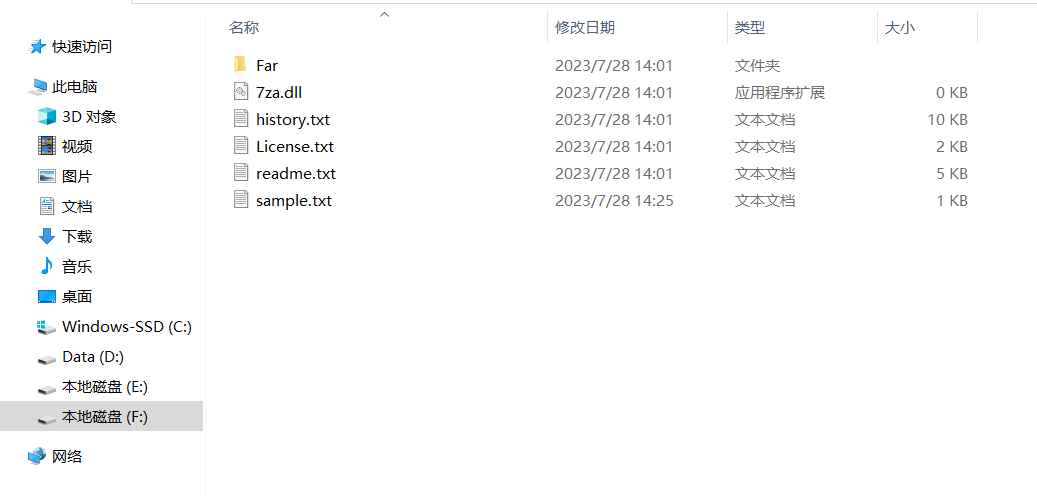 名称 修改日期 类型 大小
快速访问
此电脑
3D 对象
视频
图片
文档
下载
音乐
桌面
Windows-SSD (C:)
Data (D:)
本地磁盘 (E:)
本地磁盘 (F:)
网络
Far 2023/7/28 14:01 文件夹
7za.dll 2023/7/28 14:01 应用程序扩展 0 KB
history.txt 2023/7/28 14:01 文本文档 10 KB
License.txt 2023/7/28 14:01 文本文档 2 KB
readme.txt 2023/7/28 14:01 文本文档 5 KB
sample.txt 2023/7/28 14:25 文本文档 1 KB